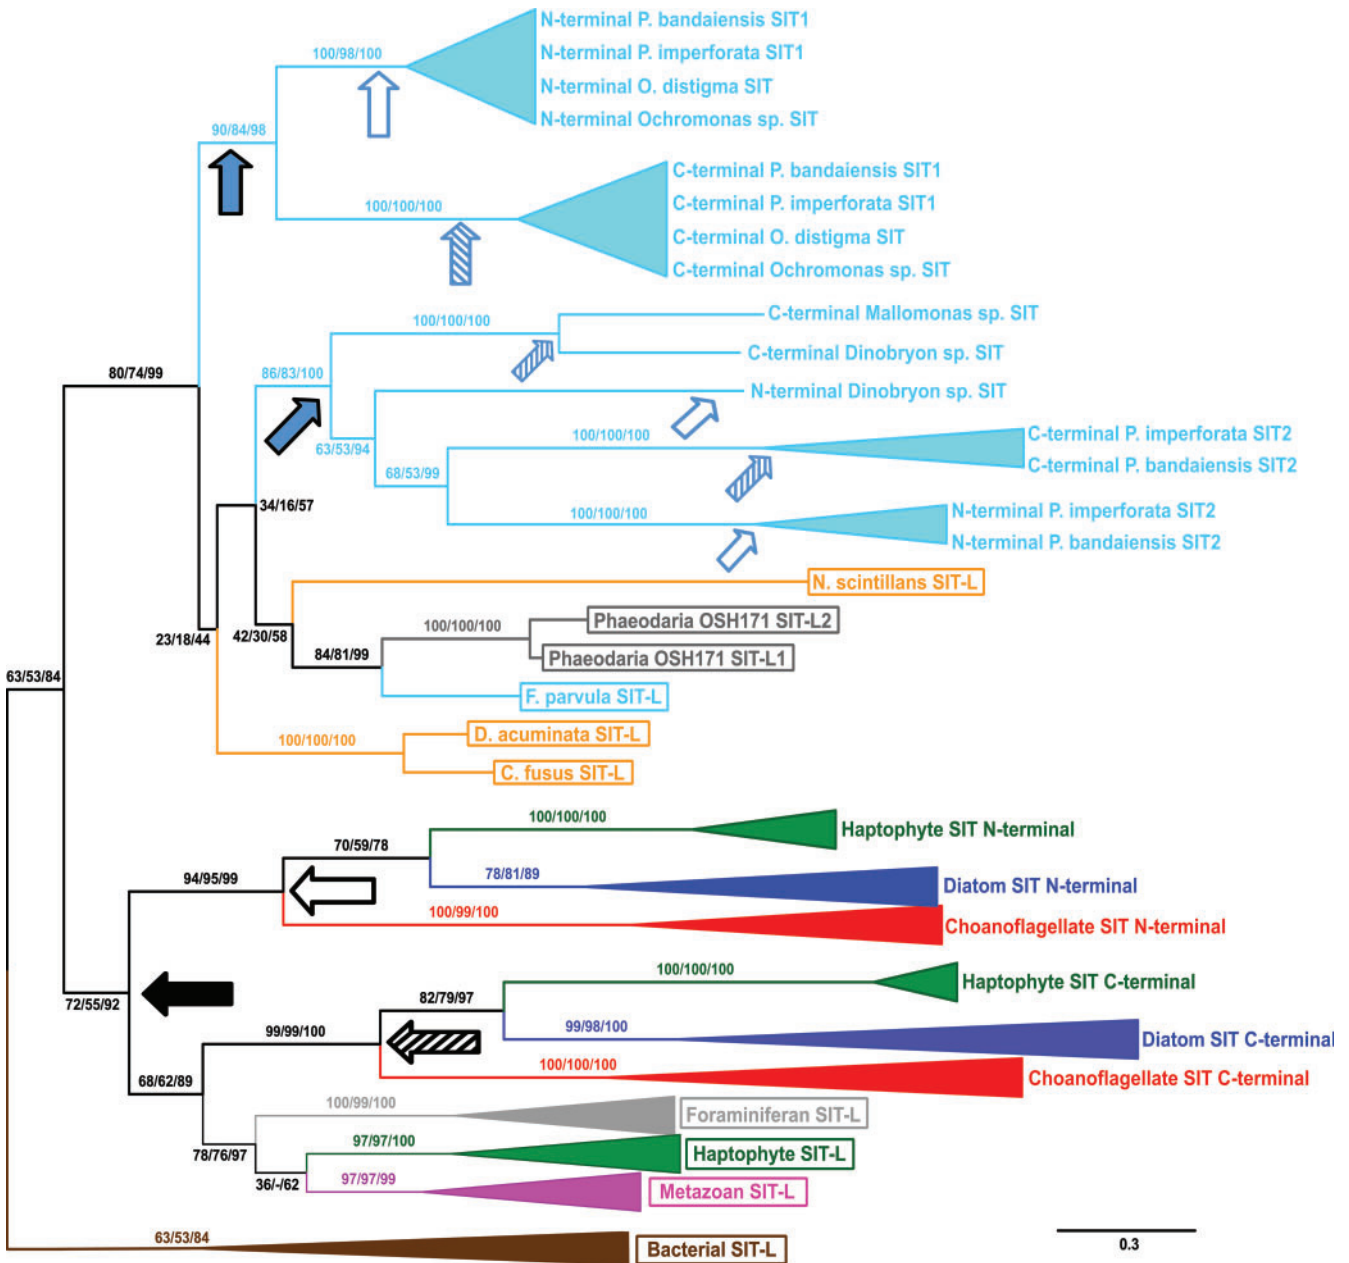 N-terminal P. bandaiensis SIT1
100/98/100
N-terminal P. imperforata SIT1
N-terminal O. distigma SIT
N-terminal Ochromonas sp. SIT
90/84/98
C-terminal P. bandaiensis SIT1
100/100/100
C-terminal P. imperforata SIT1
C-terminal O. distigma SIT
C-terminal Ochromonas sp. SIT
100/100/100
C-terminal Mallomonas sp. SIT
C-terminal Dinobryon sp. SIT
80/74/99
86/83/100
N-terminal Dinobryon sp. SIT
63/53/94
100/100/100
C-terminal P. imperforata SIT2
C-terminal P. bandaiensis SIT2
68/53/99
34/16/57
100/100/100
N-terminal P. imperforata SIT2
N-terminal P. bandaiensis SIT2
N. scintillans SIT-L
23/18/44
42/30/58
100/100/100
Phaeodaria OSH171 SIT-L2
84/81/99
Phaeodaria OSH171 SIT-L1
63/53/84
F. parvula SIT-L
100/100/100
D. acuminata SIT-L
C. fusus SIT-L
100/100/100
Haptophyte SIT N-terminal
70/59/78
94/95/99
78/81/89
Diatom SIT N-terminal
100/99/100
Choanoflagellate SIT N-terminal
100/100/100
Haptophyte SIT C-terminal
72/55/92
82/79/97
99/99/100
99/98/100
Diatom SIT C-terminal
100/100/100
Choanoflagellate SIT C-terminal
68/62/89
100/99/100
Foraminiferan SIT-L
78/76/97
97/97/100
Haptophyte SIT-L
36/-/62
97/97/99
Metazoan SIT-L
63/53/84
Bacterial SIT-L
0.3